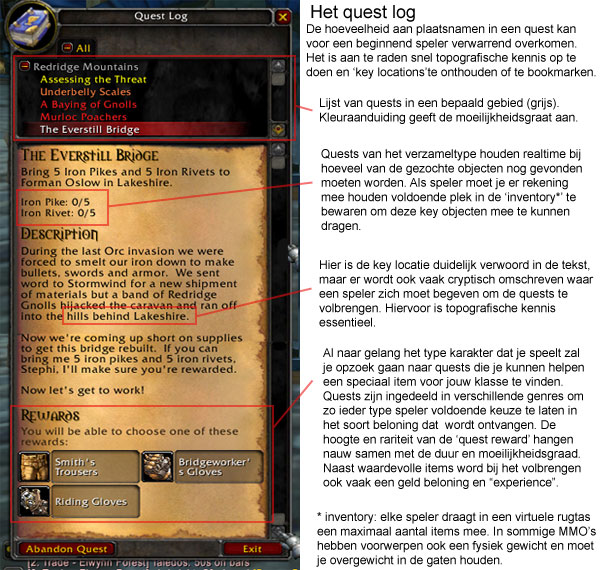 Quest Log
All
Redridge Mountains
Assessing the Threat
Underbelly Scales
A Baying of Gnolls
Murloc Poachers
The Everstill Bridge
The Everstill Bridge
Bring 5 Iron Pikes and 5 Iron Rivets to
Forman Oslow in Lakeshire.
Iron Pike: 0/5
Iron Rivet: 0/5
Description
During the last Orc invasion we were
forced to smelt our iron down to make
bullets, swords and armor. We sent
word to Stormwind for a new shipment
of materials but a band of Redridge
Gnolls hijacked the caravan and ran off
into the hills behind Lakeshire.
Now we're coming up short on supplies
to get this bridge rebuilt. If you can
bring me 5 iron pikes and 5 iron rivets,
Stephi, I'll make sure you're rewarded.
Now let's get to work!
Rewards
You will be able to choose one of these
rewards:
Smith's
Trousers
Bridgeworker's
Gloves
Riding Gloves
Abandon Quest
Exit
[2. Trade - Elwynn Forest] Taledos: 50s on bars
Het quest log
De hoeveelheid aan plaatsnamen in een quest kan
voor een beginnend speler verwarrend overkomen.
Het is aan te raden snel topografische kennis op te
doen en 'key locations'te onthouden of te bookmarken.
Lijst van quests in een bepaald gebied (grijs).
Kleuraanduiding geeft de moeilijkheidsgraat aan.
Quests van het verzameltype houden realtime bij
hoeveel van de gezochte objecten nog gevonden
moeten worden. Als speler moet je er rekening
mee houden voldoende plek in de 'inventory*' te
bewaren om deze key objecten mee te kunnen
dragen.
Hier is de key locatie duidelijk verwoord in de tekst,
maar er wordt ook vaak cryptisch omschreven waar
een speler zich moet begeven om de quests te
volbrengen. Hiervoor is topografische kennis
essentieel.
Al naar gelang het type karakter dat je speelt zal
je opzoek gaan naar quests die je kunnen helpen
een speciaal item voor jouw klasse te vinden.
Quests zijn ingedeeld in verschillende genres om
zo ieder type speler voldoende keuze te laten in
het soort beloning dat wordt ontvangen. De
hoogte en rariteit van de 'quest reward' hangen
nauw samen met de duur en moeilijkheidsgraad.
Naast waardevolle items word bij het volbrengen
ook vaak een geld beloning en "experience".
* inventory: elke speler draagt in een virtuele rugtas
een maximaal aantal items mee. In sommige MMO's
hebben voorwerpen ook een fysiek gewicht en moet
je overgewicht in de gaten houden.